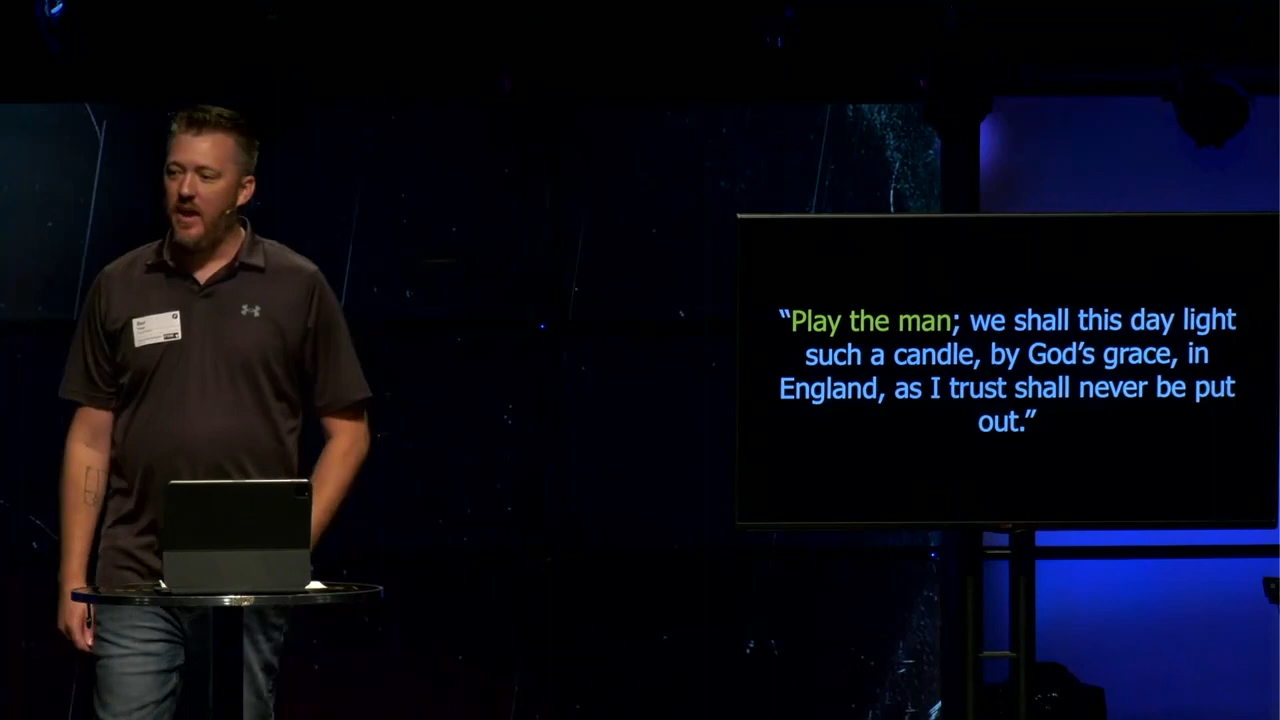 “Play the man; we shall this day light
such a candle, by God’s grace, in
England, as I trust shall never be put
out.”